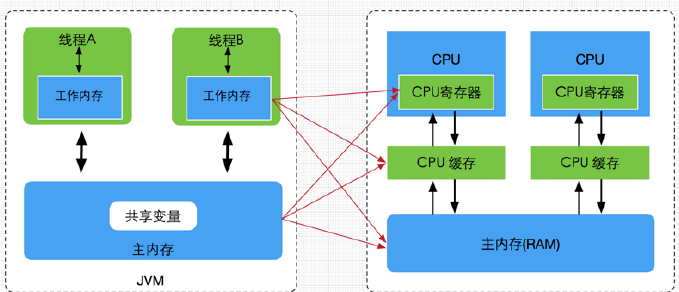 线程A
线程B
工作内存
工作内存
共享变量
主内存
JVM
CPU
CPU
CPU寄存器
CPU寄存器
CPU 缓存
CPU 缓存
主内存(RAM)